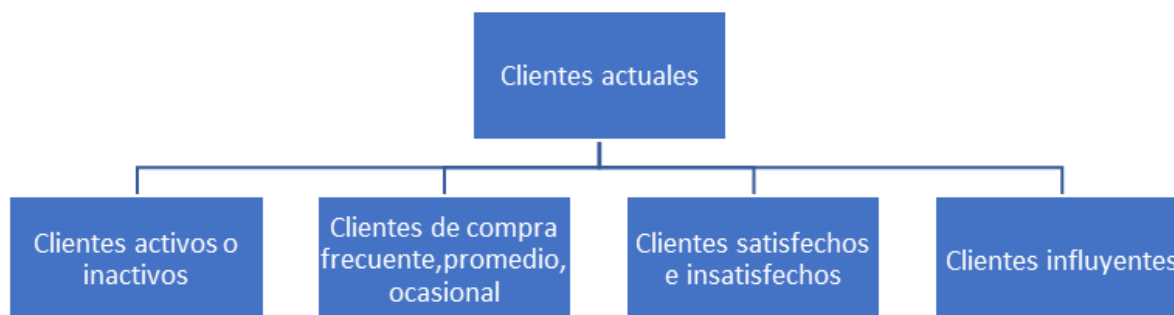 Clientes actuales
Clientes activos o
inactivos
Clientes de compra
frecuente,promedio,
ocasional
Clientes satisfechos
e insatisfechos
Clientes influyentes